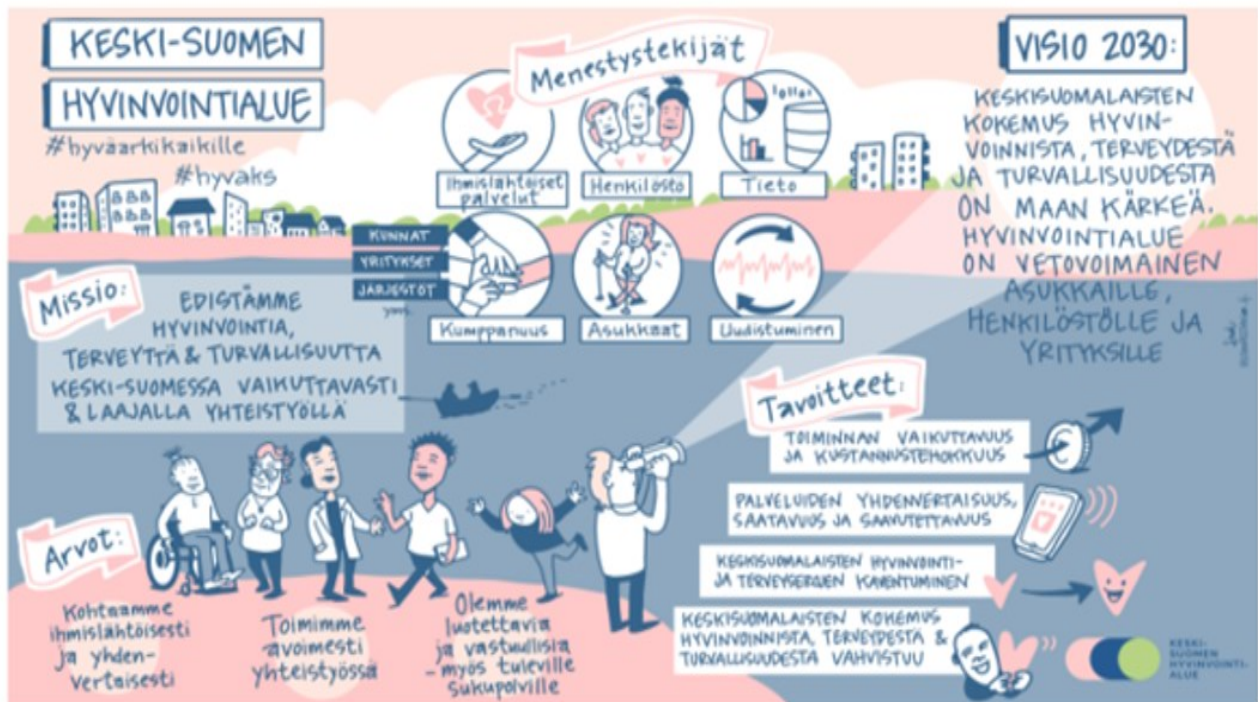 KESKI-SUOMEN
HYVINVOINTIALUE
#hyväarkikaikille
#hyvaks
Menestystekijät
Ihmislähtöiset
palvelut
Henkilöstö
Tieto
KUNNAT
YRITYKSET
JÄRJESTÖT
yms.
Kumppanuus
Asukkaat
Uudistuminen
VISIO 2030:
KESKISUOMALAISTEN
KOKEMUS HYVIN-
VOINNISTA, TERVEYDESTÄ
JA TURVALLISUUDESTA
ON MAAN KÄRKEÄ.
HYVINVOINTIALUE
ON VETOVOIMAINEN
ASUKKAILLE,
HENKILÖSTÖLLE JA
YRITYKSILLE
Missio:
EDISTÄMME
HYVINVOINTIA,
TERVEYTTÄ & TURVALLISUUTTA
KESKI-SUOMESSA VAIKUTTAVASTI
& LAAJALLA YHTEISTYÖLLÄ
Arvot:
Kohtaamme
ihmislähtöisesti
ja yhden-
vertaisesti
Toimimme
avoimesti
yhteistyössä
Olemme
luotettavia
ja vastuullisia
– myös tuleville
sukupolville
Tavoitteet:
TOIMINNAN VAIKUTTAVUUS
JA KUSTANNUSTEHOKKUUS
PALVELUIDEN YHDENVERTAISUUS,
SAATAVUUS JA SAAVUTETTAVUUS
KESKISUOMALAISTEN HYVINVOINTI-
JA TERVEYSEROJEN KAVENTUMINEN
KESKISUOMALAISTEN KOKEMUS
HYVINVOINNISTA, TERVEYDESTÄ &
TURVALLISUUDESTA VAHVISTUU
KESKI-
SUOMEN
HYVINVOINTI-
ALUE